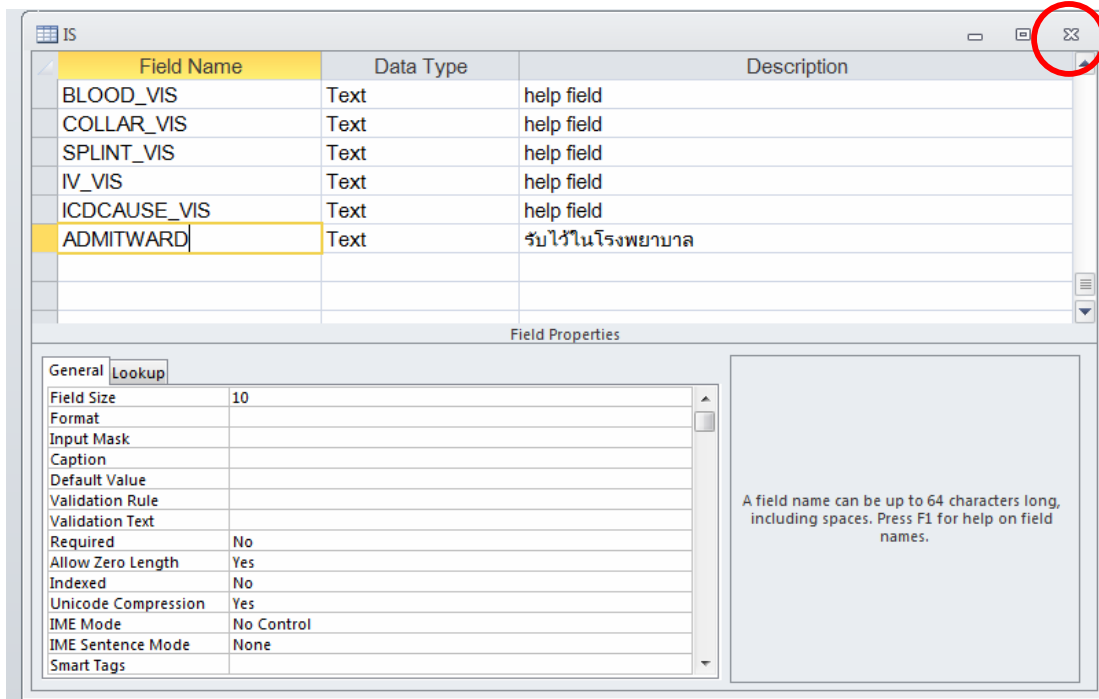 IS
Field Name Data Type Description
BLOOD_VIS Text help field
COLLAR_VIS Text help field
SPLINT_VIS Text help field
IV_VIS Text help field
ICDCAUSE_VIS Text help field
ADMITWARD Text รับไว้ในโรงพยาบาล
Field Properties
General Lookup
Field Size 10
Format
Input Mask
Caption
Default Value
Validation Rule
Validation Text
Required No
Allow Zero Length Yes
Indexed No
Unicode Compression Yes
IME Mode No Control
IME Sentence Mode None
Smart Tags
A field name can be up to 64 characters long,
including spaces. Press F1 for help on field
names.